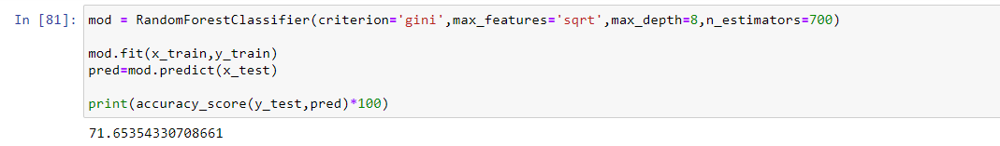 In [81]: mod = RandomForestClassifier(criterion='gini',max_features='sqrt',max_depth=8,n_estimators=700)
mod.fit(x_train,y_train)
pred=mod.predict(x_test)
print(accuracy_score(y_test,pred)*100)
71.65354330708661